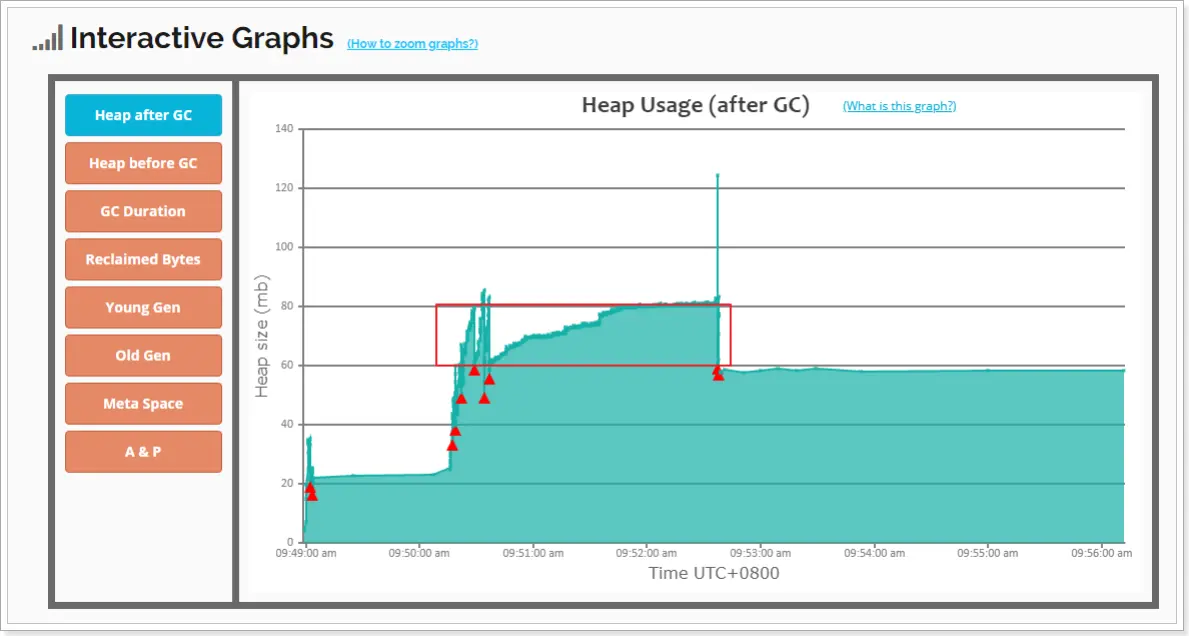 Interactive Graphs (How to zoom graphs?)
Heap after GC
Heap before GC
GC Duration
Reclaimed Bytes
Young Gen
Old Gen
Meta Space
A & P
Heap Usage (after GC) (What is this graph?)
Heap size (mb)
140
120
100
80
60
40
20
0
09:49:00 am 09:50:00 am 09:51:00 am 09:52:00 am 09:53:00 am 09:54:00 am 09:55:00 am 09:56:00 am
Time UTC+0800